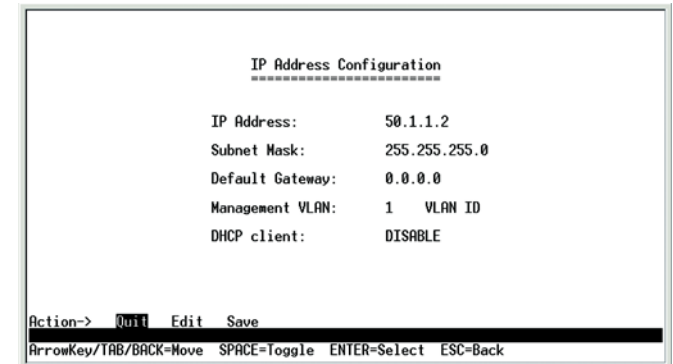 IP Address Configuration
========================
IP Address: 50.1.1.2
Subnet Mask: 255.255.255.0
Default Gateway: 0.0.0.0
Management VLAN: 1 VLAN ID
DHCP client: DISABLE
Action-> Quit Edit Save
ArrowKey/TAB/BACK=Move SPACE=Toggle ENTER=Select ESC=Back